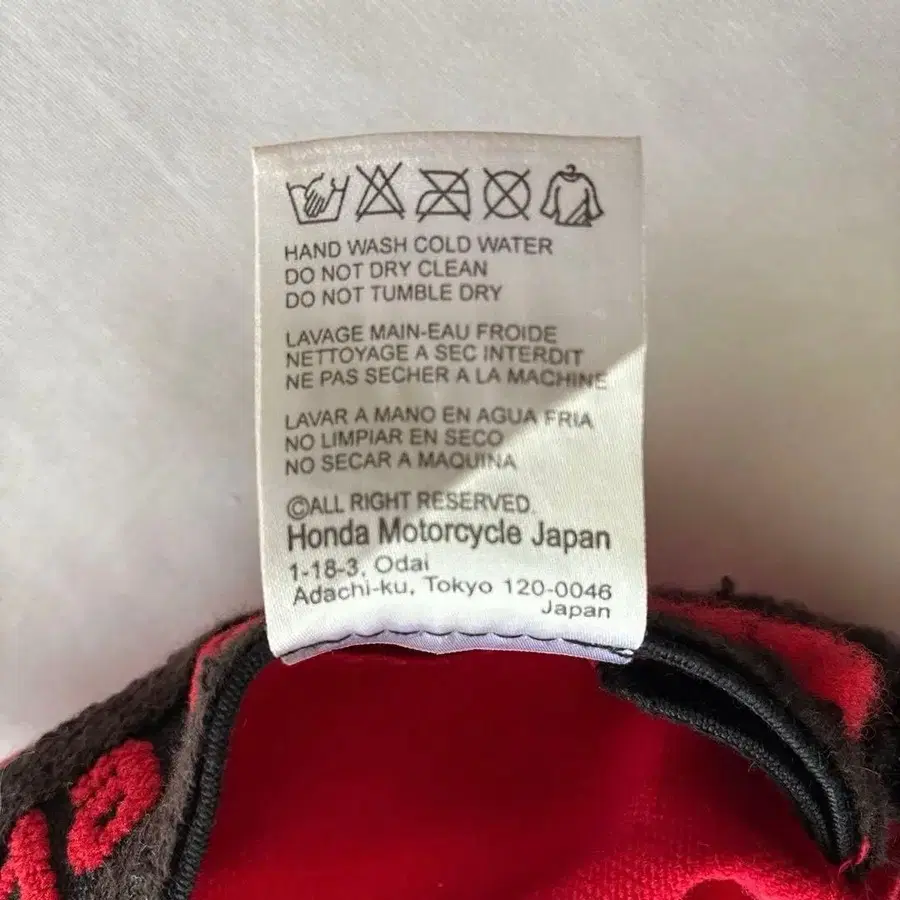 HAND WASH COLD WATER
DO NOT DRY CLEAN
DO NOT TUMBLE DRY
LAVAGE MAIN-EAU FROIDE
NETTOYAGE A SEC INTERDIT
NE PAS SECHER A LA MACHINE
LAVAR A MANO EN AGUA FRIA
NO LIMPIAR EN SECO
NO SECAR A MAQUINA
©ALL RIGHT RESERVED.
Honda Motorcycle Japan
1-18-3, Odai
Adachi-ku, Tokyo 120-0046
Japan